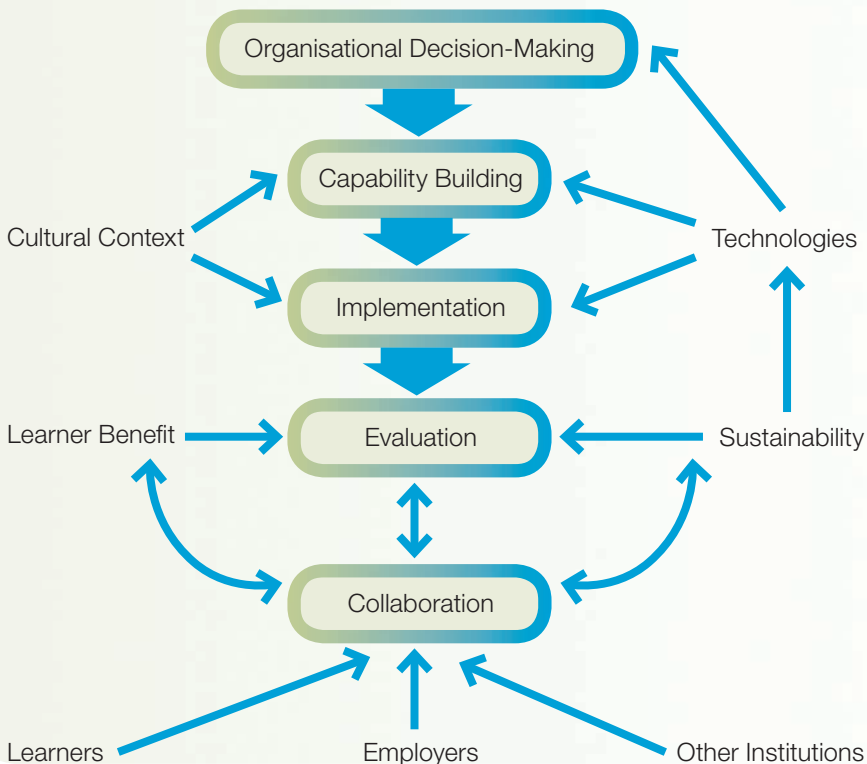 Organisational Decision-Making
Capability Building
Cultural Context
Technologies
Implementation
Learner Benefit
Evaluation
Sustainability
Collaboration
Learners
Employers
Other Institutions